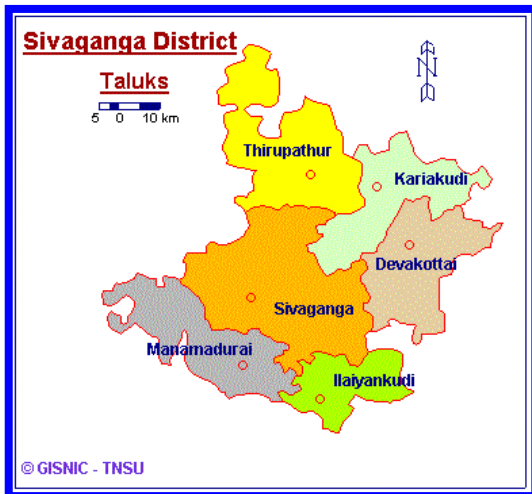 Sivaganga District
Taluks
5 0 10 km
N
Thirupathur
Kariakudi
Devakottai
Sivaganga
Manamadurai
Ilaiyankudi
© GISNIC - TNSU